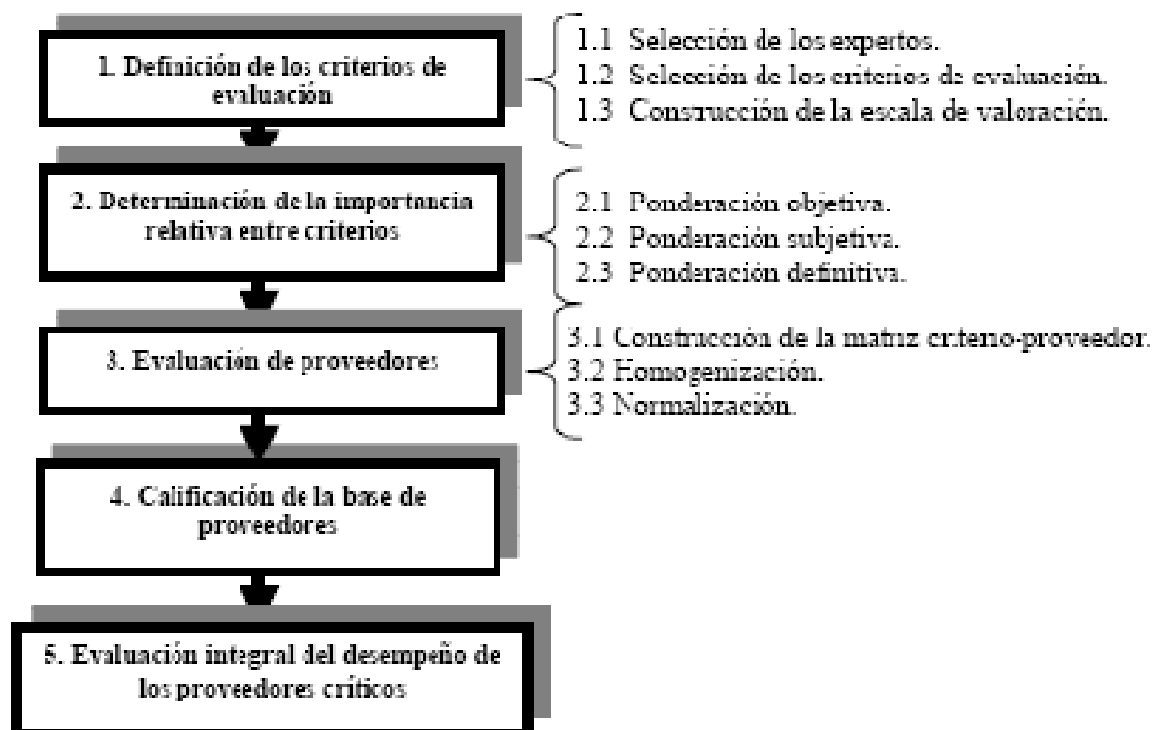 1. Definición de los criterios de
evaluación
1.1 Selección de los expertos.
1.2 Selección de los criterios de evaluación.
1.3 Construcción de la escala de valoración.
2. Determinación de la importancia
relativa entre criterios
2.1 Ponderación objetiva.
2.2 Ponderación subjetiva.
2.3 Ponderación definitiva.
3. Evaluación de proveedores
3.1 Construcción de la matriz criterio-proveedor.
3.2 Homogenización.
3.3 Normalización.
4. Calificación de la base de
proveedores
5. Evaluación integral del desempeño de
los proveedores críticos